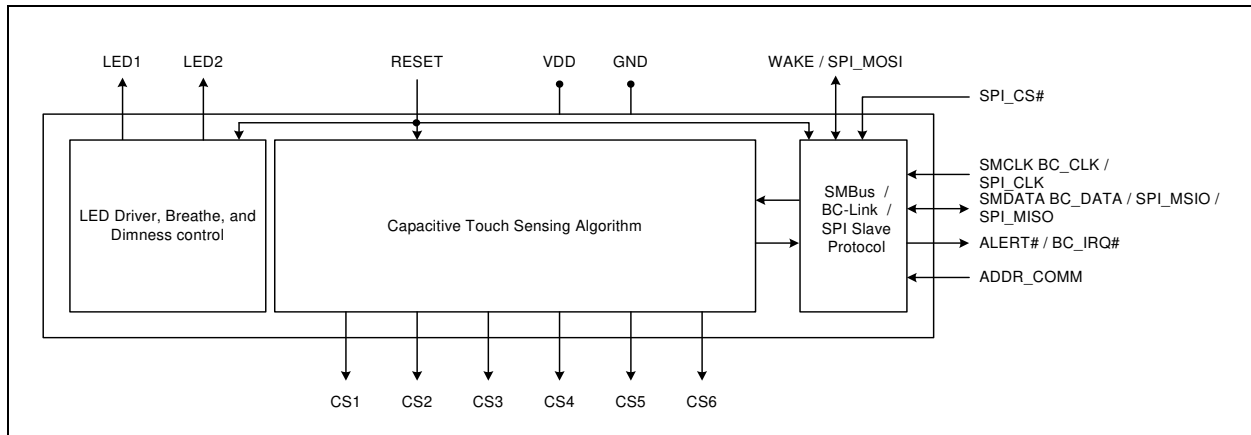 LED1 LED2 RESET VDD GND WAKE / SPI_MOSI
SPI_CS#
SMCLK BC_CLK /
SPI_CLK
SMDATA BC_DATA / SPI_MSIO /
SPI_MISO
ALERT# / BC_IRQ#
ADDR_COMM
LED Driver, Breathe, and
Dimness control
Capacitive Touch Sensing Algorithm
SMBus /
BC-Link /
SPI Slave
Protocol
CS1 CS2 CS3 CS4 CS5 CS6